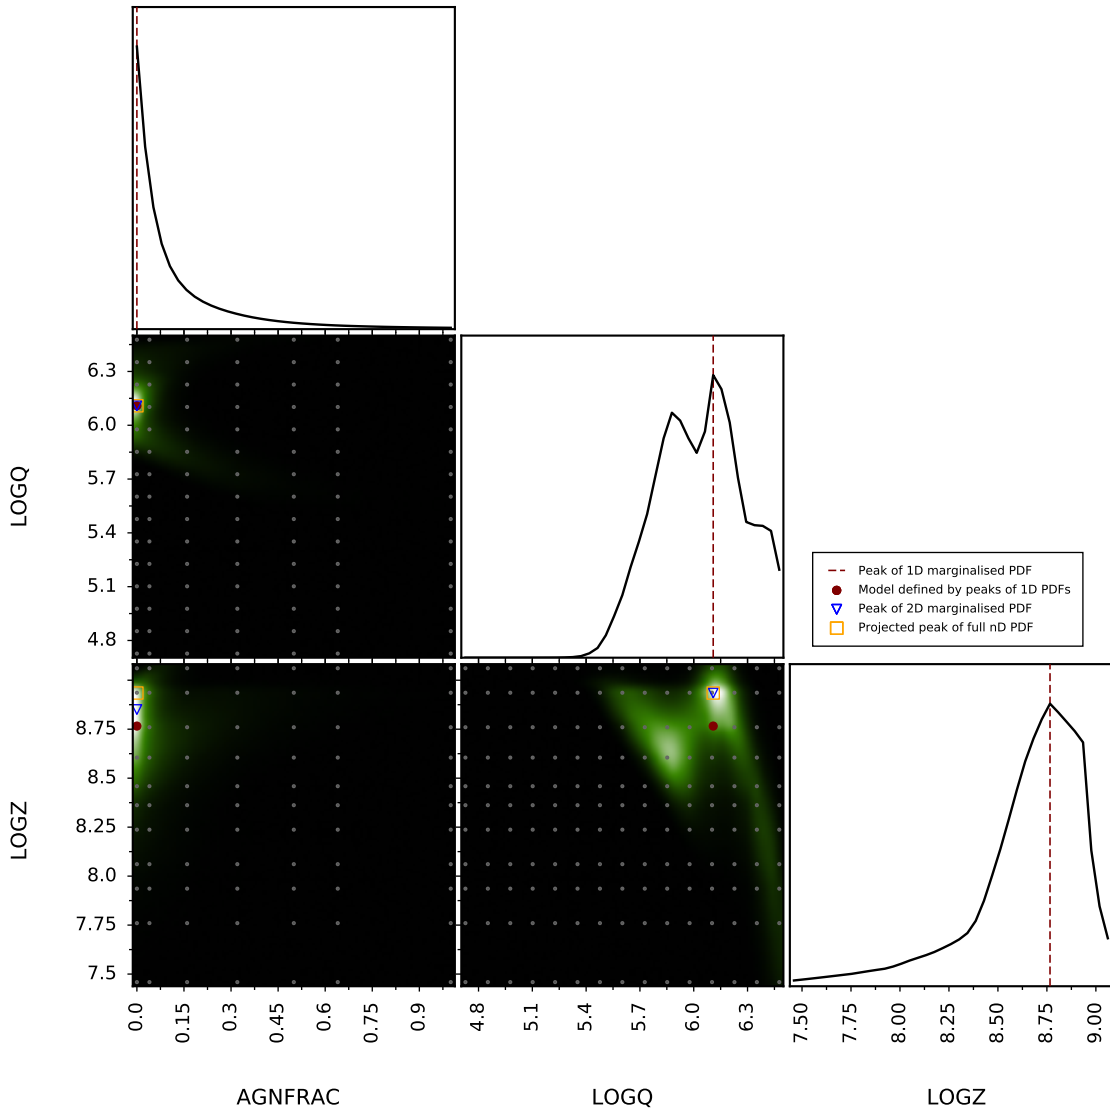 6.3
6.0
5.7
5.4
5.1
4.8
LOGQ
Peak of 1D marginalised PDF
Model defined by peaks of 1D PDFs
Peak of 2D marginalised PDF
Projected peak of full nD PDF
8.75
8.5
8.25
8.0
7.75
7.5
LOGZ
0.0 0.15 0.3 0.45 0.6 0.75 0.9
4.8 5.1 5.4 5.7 6.0 6.3
7.50 7.75 8.00 8.25 8.50 8.75 9.00
AGNFRAC
LOGQ
LOGZ